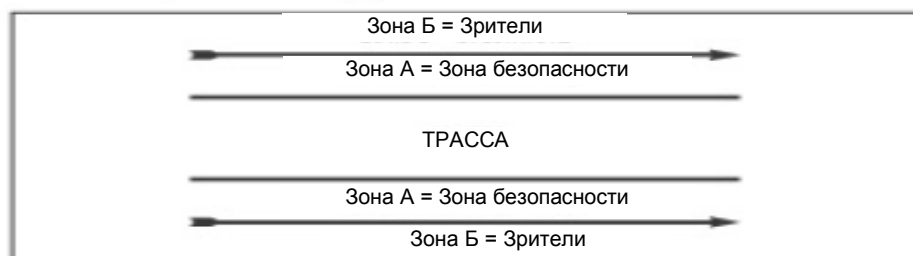 Зона Б = Зрители
Зона А = Зона безопасности
ТРАССА
Зона А = Зона безопасности
Зона Б = Зрители